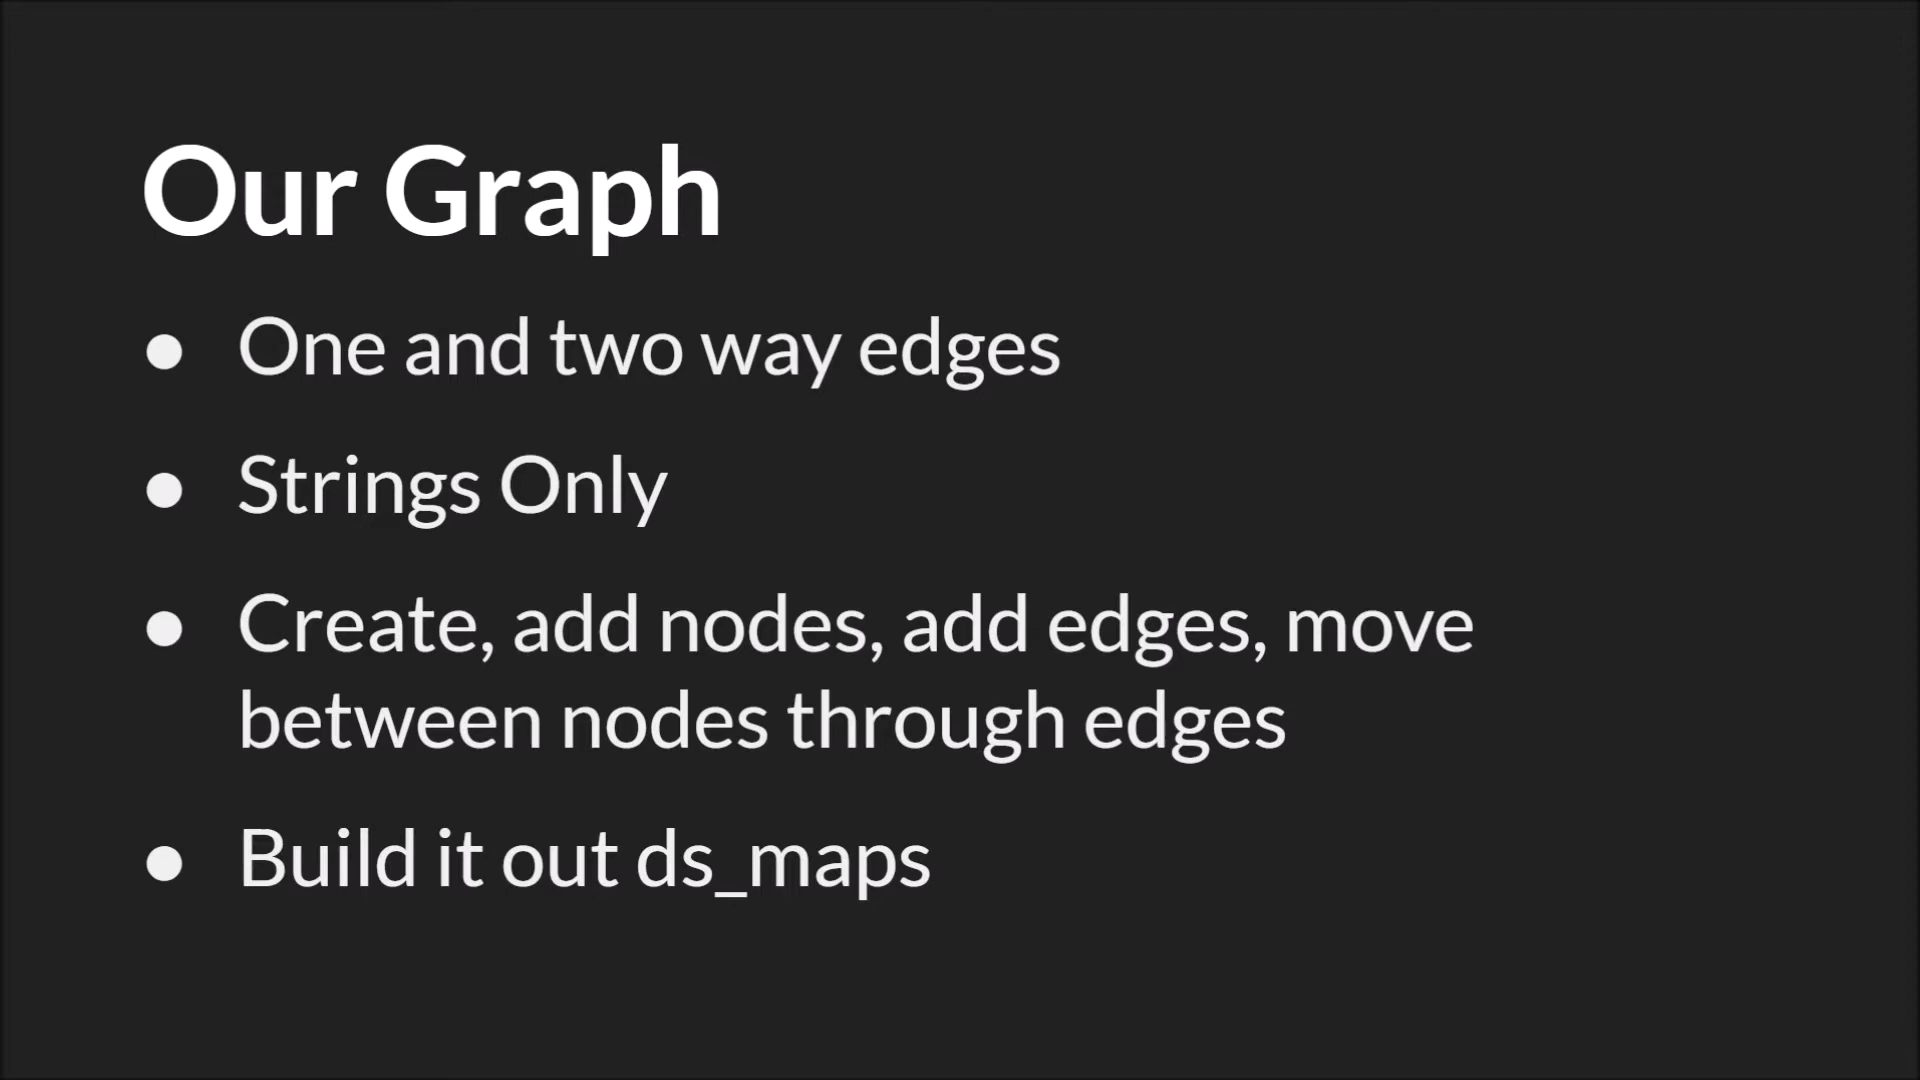 Our Graph
● One and two way edges
● Strings Only
● Create, add nodes, add edges, move
between nodes through edges
● Build it out ds_maps